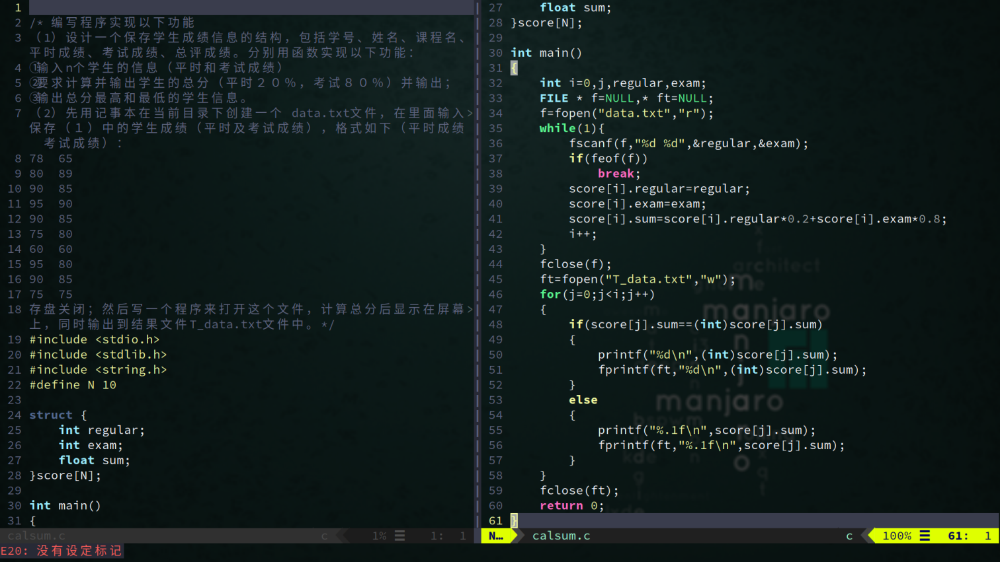 1
2 /* 编写程序实现以下功能
3 （1）设计一个保存学生成绩信息的结构，包括学号、姓名、课程名、
平时成绩、考试成绩、总评成绩。分别用函数实现以下功能：
4 ①输入n个学生的信息（平时和考试成绩）
5 ②要求计算并输出学生的总分（平时２０％，考试８０％）并输出；
6 ③输出总分最高和最低的学生信息。
7 （2）先用记事本在当前目录下创建一个 data.txt文件，在里面输入>
保存（１）中的学生成绩（平时及考试成绩），格式如下（平时成绩
考试成绩）：
8 78  65
9 80  89
10 90  85
11 95  90
12 90  85
13 75  80
14 60  60
15 95  80
16 90  85
17 75  75
18 存盘关闭；然后写一个程序来打开这个文件，计算总分后显示在屏幕>
上，同时输出到结果文件T_data.txt文件中。*/
19 #include <stdio.h>
20 #include <stdlib.h>
21 #include <string.h>
22 #define N 10
23
24 struct {
25     int regular;
26     int exam;
27     float sum;
28 }score[N];
29
30 int main()
31 {
calsum.c c 1% ☰ 1: 1
27     float sum;
28 }score[N];
29
30 int main()
31 {
32     int i=0,j,regular,exam;
33     FILE * f=NULL,* ft=NULL;
34     f=fopen("data.txt","r");
35     while(1){
36         fscanf(f,"%d %d",&regular,&exam);
37         if(feof(f))
38             break;
39         score[i].regular=regular;
40         score[i].exam=exam;
41         score[i].sum=score[i].regular*0.2+score[i].exam*0.8;
42         i++;
43     }
44     fclose(f);
45     ft=fopen("T_data.txt","w");
46     for(j=0;j<i;j++)
47     {
48         if(score[j].sum==(int)score[j].sum)
49         {
50             printf("%d\n",(int)score[j].sum);
51             fprintf(ft,"%d\n",(int)score[j].sum);
52         }
53         else
54         {
55             printf("%.1f\n",score[j].sum);
56             fprintf(ft,"%.1f\n",score[j].sum);
57         }
58     }
59     fclose(ft);
60     return 0;
61 }
N… calsum.c c 100% ☰ 61: 1
E20: 没有设定标记
architect
manjaro
manjaro
bspwm
kde